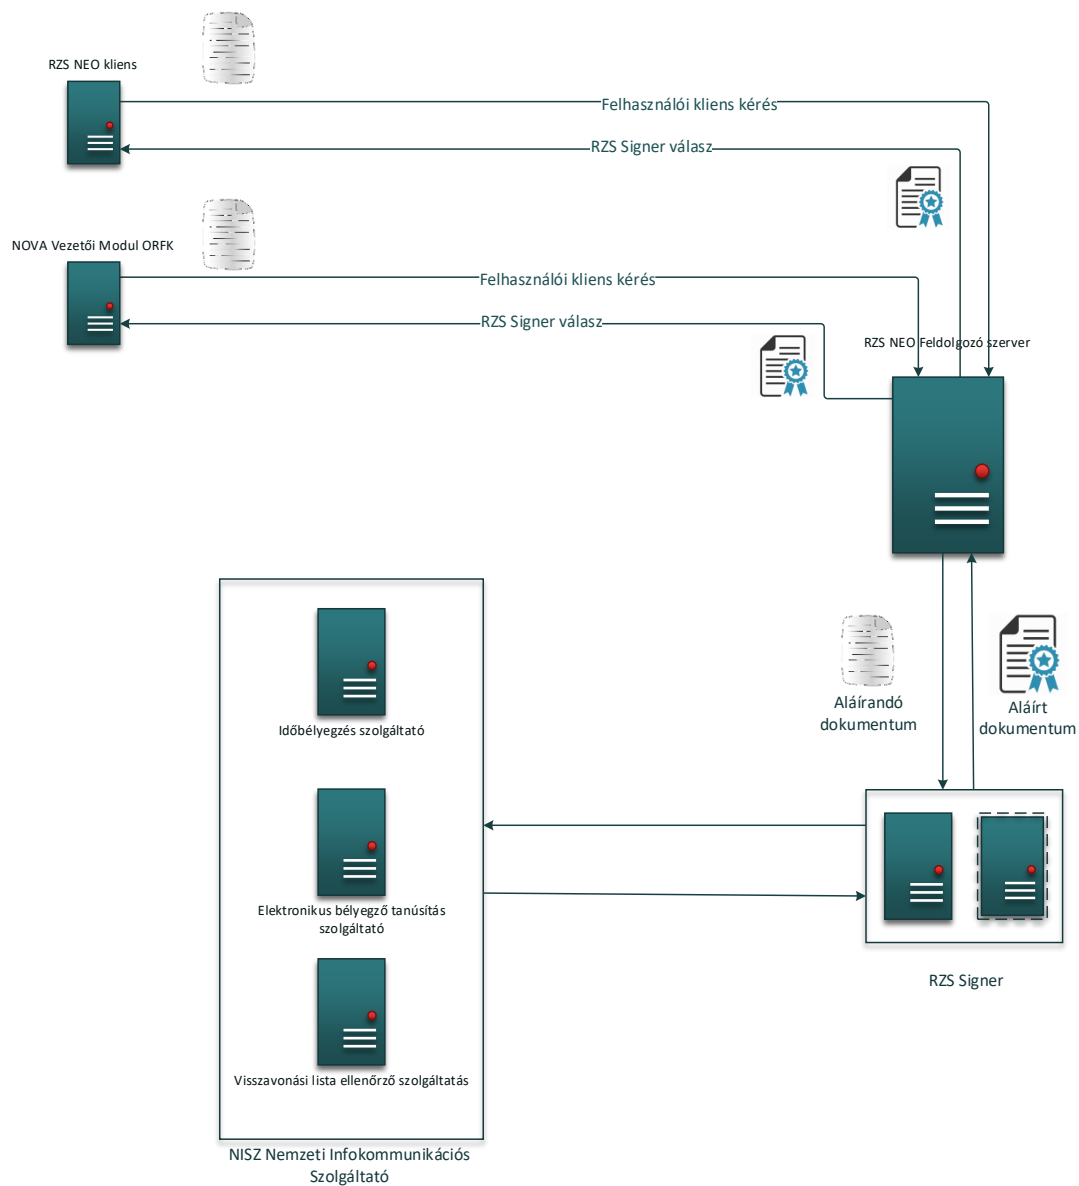 RZS NEO kliens
Felhasználói kliens kérés
RZS Signer válasz
NOVA Vezetői Modul ORFK
Felhasználói kliens kérés
RZS Signer válasz
RZS NEO Feldolgozó szerver
Aláírandó
dokumentum
Aláírt
dokumentum
Időbélyegzés szolgáltató
Elektronikus bélyegző tanúsítás
szolgáltató
Visszavonási lista ellenőrző szolgáltatás
RZS Signer
NISZ Nemzeti Infokommunikációs
Szolgáltató